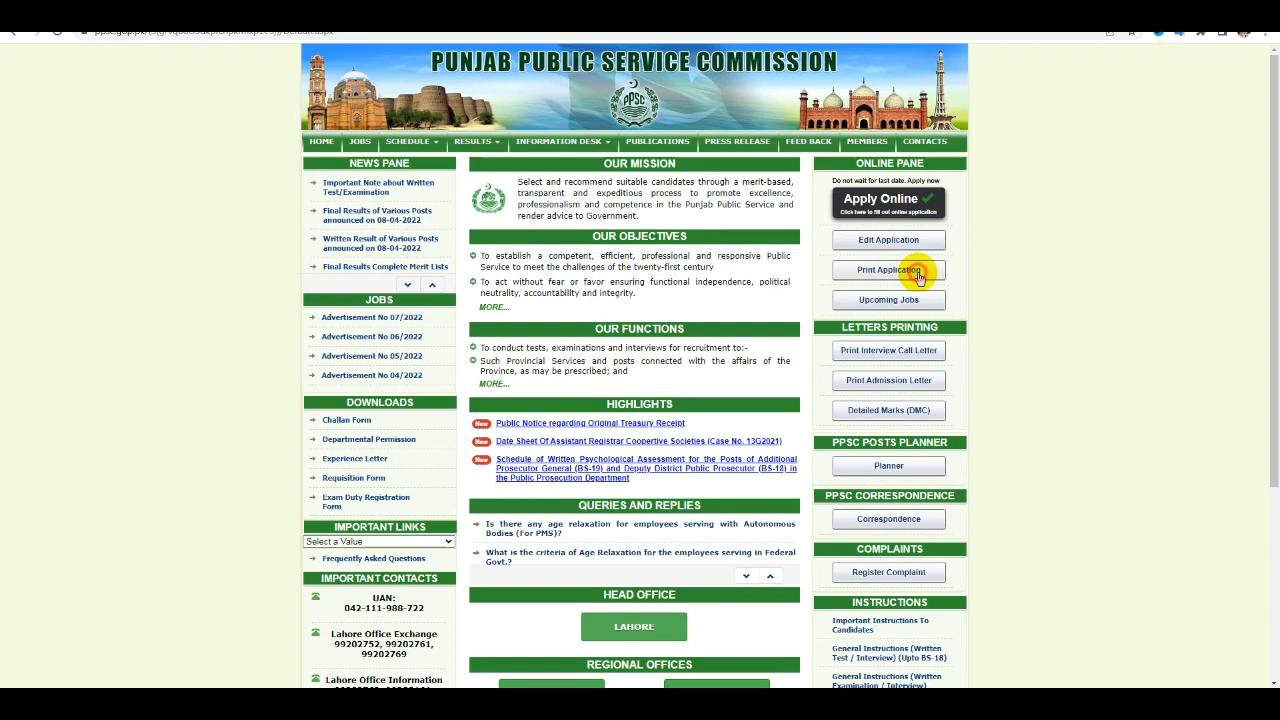 PUNJAB PUBLIC SERVICE COMMISSION
PPSC
HOME JOBS SCHEDULE RESULTS INFORMATION DESK PUBLICATIONS PRESS RELEASE FEED BACK MEMBERS CONTACTS
NEWS PANE
Important Note about Written
Test/Examination
Final Results of Various Posts
announced on 08-04-2022
Written Result of Various Posts
announced on 08-04-2022
Final Results Complete Merit Lists
JOBS
Advertisement No 07/2022
Advertisement No 06/2022
Advertisement No 05/2022
Advertisement No 04/2022
DOWNLOADS
Challan Form
Departmental Permission
Experience Letter
Requisition Form
Exam Duty Registration
Form
IMPORTANT LINKS
Select a Value
Frequently Asked Questions
IMPORTANT CONTACTS
UAN:
042-111-988-722
Lahore Office Exchange
99202752, 99202761,
99202769
Lahore Office Information
OUR MISSION
Select and recommend suitable candidates through a merit-based,
transparent and expeditious process to promote excellence,
professionalism and competence in the Punjab Public Service and
render advice to Government.
OUR OBJECTIVES
To establish a competent, efficient, professional and responsive Public
Service to meet the challenges of the twenty-first century
To act without fear or favor ensuring functional independence, political
neutrality, accountability and integrity.
MORE...
OUR FUNCTIONS
To conduct tests, examinations and interviews for recruitment to:-
Such Provincial Services and posts connected with the affairs of the
Province, as may be prescribed; and
MORE...
HIGHLIGHTS
New Public Notice regarding Original Treasury Receipt
New Date Sheet Of Assistant Registrar Coopertive Societies (Case No. 13G2021)
New Schedule of Written Psychological Assessment for the Posts of Additional
Prosecutor General (BS-19) and Deputy District Public Prosecutor (BS-18) in
the Public Prosecution Department
QUERIES AND REPLIES
Is there any age relaxation for employees serving with Autonomous
Bodies (For PMS)?
What is the criteria of Age Relaxation for the employees serving in Federal
Govt.?
HEAD OFFICE
LAHORE
REGIONAL OFFICES
ONLINE PANE
Do not wait for last date. Apply now
Apply Online
Click here to fill out online application
Edit Application
Print Application
Upcoming Jobs
LETTERS PRINTING
Print Interview Call Letter
Print Admission Letter
Detailed Marks (DMC)
PPSC POSTS PLANNER
Planner
PPSC CORRESPONDENCE
Correspondence
COMPLAINTS
Register Complaint
INSTRUCTIONS
Important Instructions To
Candidates
General Instructions (Written
Test / Interview) (Upto BS-18)
General Instructions (Written
Examination / Interview)